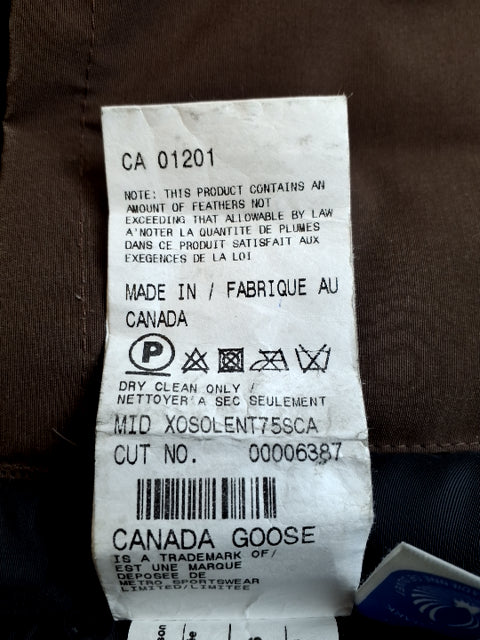 CA 01201
NOTE: THIS PRODUCT CONTAINS AN
AMOUNT OF FEATHERS NOT
EXCEEDING THAT ALLOWABLE BY LAW
A'NOTER LA QUANTITE DE PLUMES
DANS CE PRODUIT SATISFAIT AUX
EXEGENCES DE LA LOI
MADE IN / FABRIQUE AU
CANADA
P
DRY CLEAN ONLY /
NETTOYER A SEC SEULEMENT
MID XOSOLENT75SCA
CUT NO. 00006387
CANADA GOOSE
IS A TRADEMARK OF/
EST UNE MARQUE
DEPOSEE DE
METRO SPORTSWEAR
LIMITED/LIMITEE